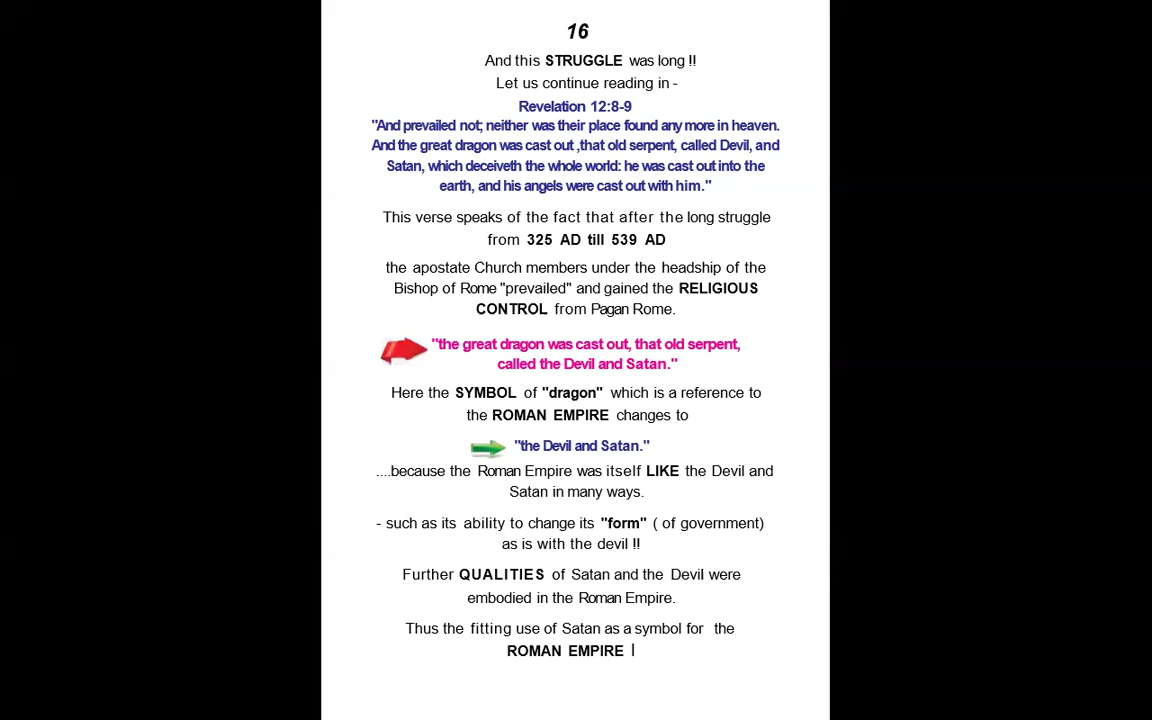 16
And this STRUGGLE was long !!
Let us continue reading in -
Revelation 12:8-9
"And prevailed not; neither was their place found any more in heaven.
And the great dragon was cast out ,that old serpent, called Devil, and
Satan, which deceiveth the whole world: he was cast out into the
earth, and his angels were cast out with him."
This verse speaks of the fact that after the long struggle
from 325 AD till 539 AD
the apostate Church members under the headship of the
Bishop of Rome "prevailed" and gained the RELIGIOUS
CONTROL from Pagan Rome.
"the great dragon was cast out, that old serpent,
called the Devil and Satan."
Here the SYMBOL of "dragon" which is a reference to
the ROMAN EMPIRE changes to
"the Devil and Satan."
....because the Roman Empire was itself LIKE the Devil and
Satan in many ways.
- such as its ability to change its "form" ( of government)
as is with the devil !!
Further QUALITIES of Satan and the Devil were
embodied in the Roman Empire.
Thus the fitting use of Satan as a symbol for the
ROMAN EMPIRE |